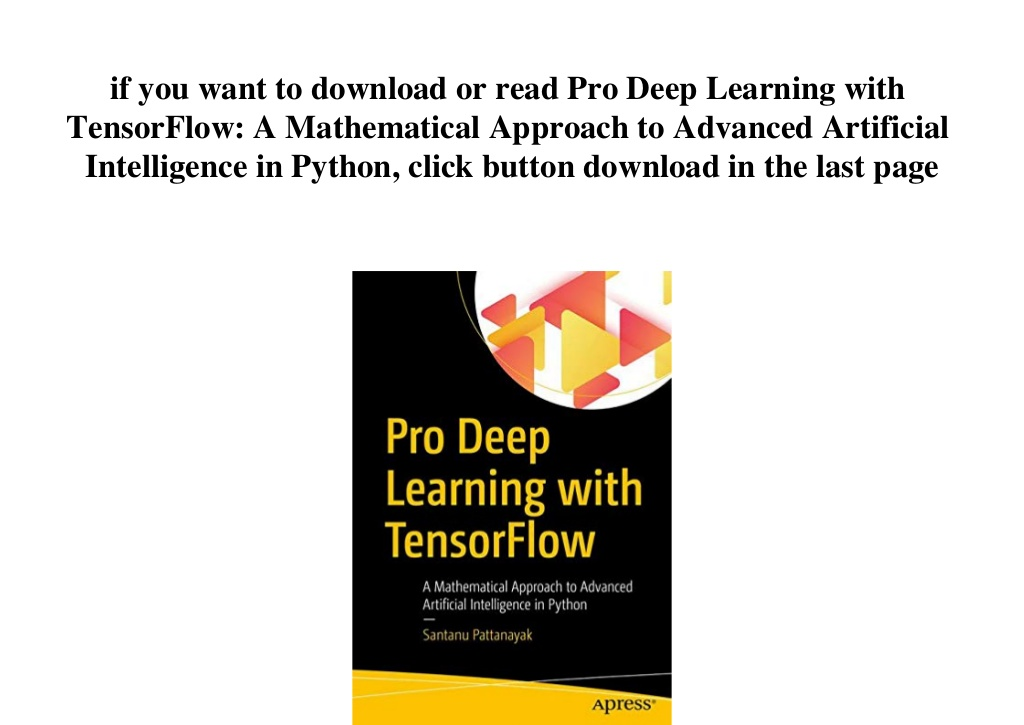 if you want to download or read Pro Deep Learning with
TensorFlow: A Mathematical Approach to Advanced Artificial
Intelligence in Python, click button download in the last page
Pro Deep
Learning with
TensorFlow
A Mathematical Approach to Advanced
Artificial Intelligence in Python
—
Santanu Pattanayak
Apress®